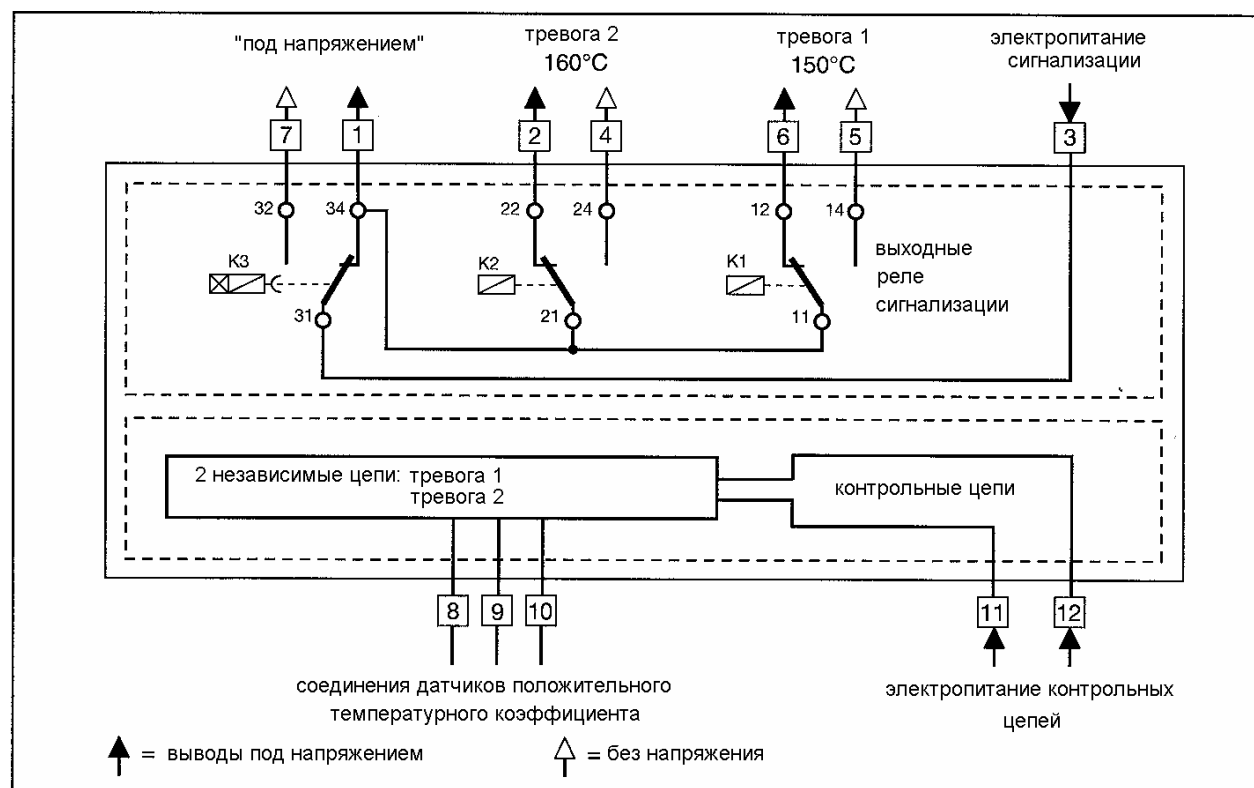 "под напряжением"
тревога 2
160°C
тревога 1
150°C
электропитание
сигнализации
7
1
2
4
6
5
3
32
34
22
24
12
14
K3
K2
K1
выходные
реле
сигнализации
31
21
11
2 независимые цепи: тревога 1
тревога 2
контрольные цепи
8
9
10
11
12
соединения датчиков положительного
температурного коэффициента
электропитание контрольных
цепей
= выводы под напряжением
= без напряжения